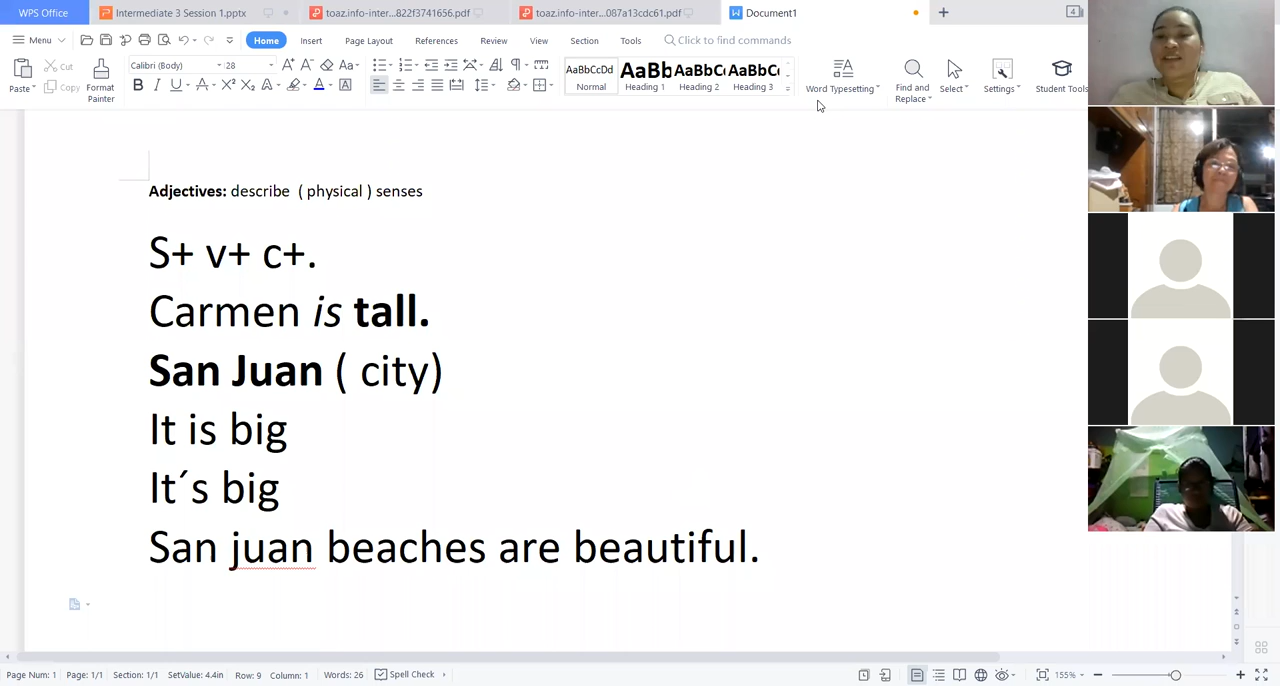 WPS Office Intermediate 3 Session 1.pptx toaz.info-inter...822f3741656.pdf toaz.info-inter...087a13cdc61.pdf Document1 4
Menu Home Insert Page Layout References Review View Section Tools Click to find commands
Paste Cut Copy Format Painter Calibri (Body) 28 AaBbCcDd Normal AaBb Heading 1 AaBbC Heading 2 AaBbC Heading 3 Word Typesetting Find and Replace Select Settings Student Tools
Adjectives: describe ( physical ) senses
S+ v+ c+.
Carmen is tall.
San Juan ( city)
It is big
It´s big
San juan beaches are beautiful.
Page Num: 1 Page: 1/1 Section: 1/1 SetValue: 4.4in Row: 9 Column: 1 Words: 26 Spell Check 155%